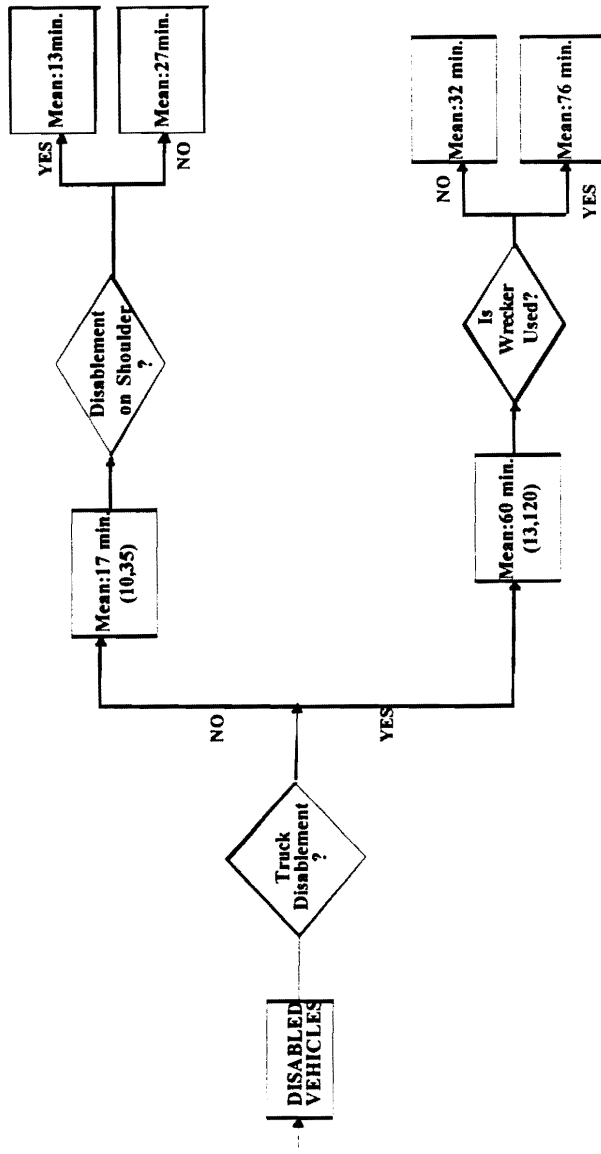 DISABLED
VEHICLES
Truck
Disablement
?
NO
YES
Mean:17 min.
(10,35)
Disablement
on Shoulder
?
YES
NO
Mean:13min.
Mean:27min.
Mean:60 min.
(13,120)
Is
Wrecker
Used?
NO
YES
Mean:32 min.
Mean:76 min.